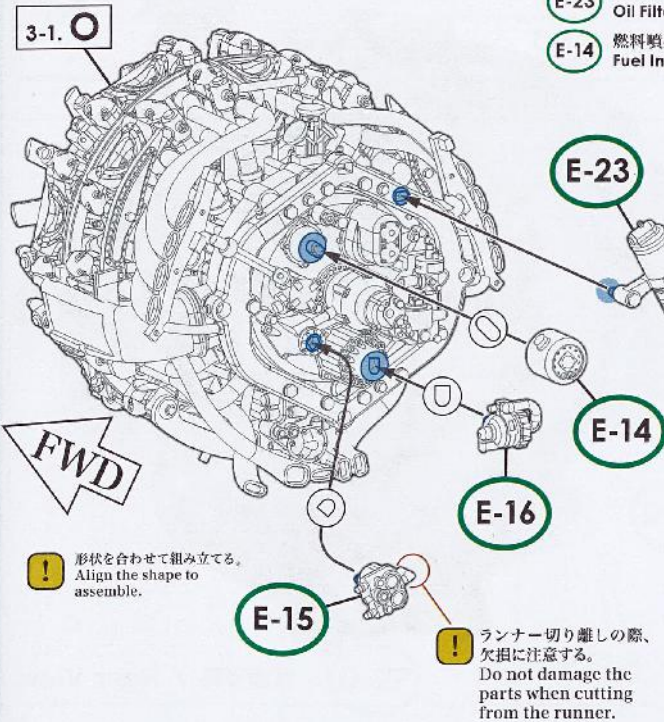 3-1.
E-23
Oil
E-14
燃料噴
Fuel
E-23
E-14
E-16
FWD
! 形状を合わせて組み立てる。
Align the shape to
assemble.
E-15
! ランナー切り離しの際、
欠損に注意する。
Do not damage the
parts when cutting
from the runner.